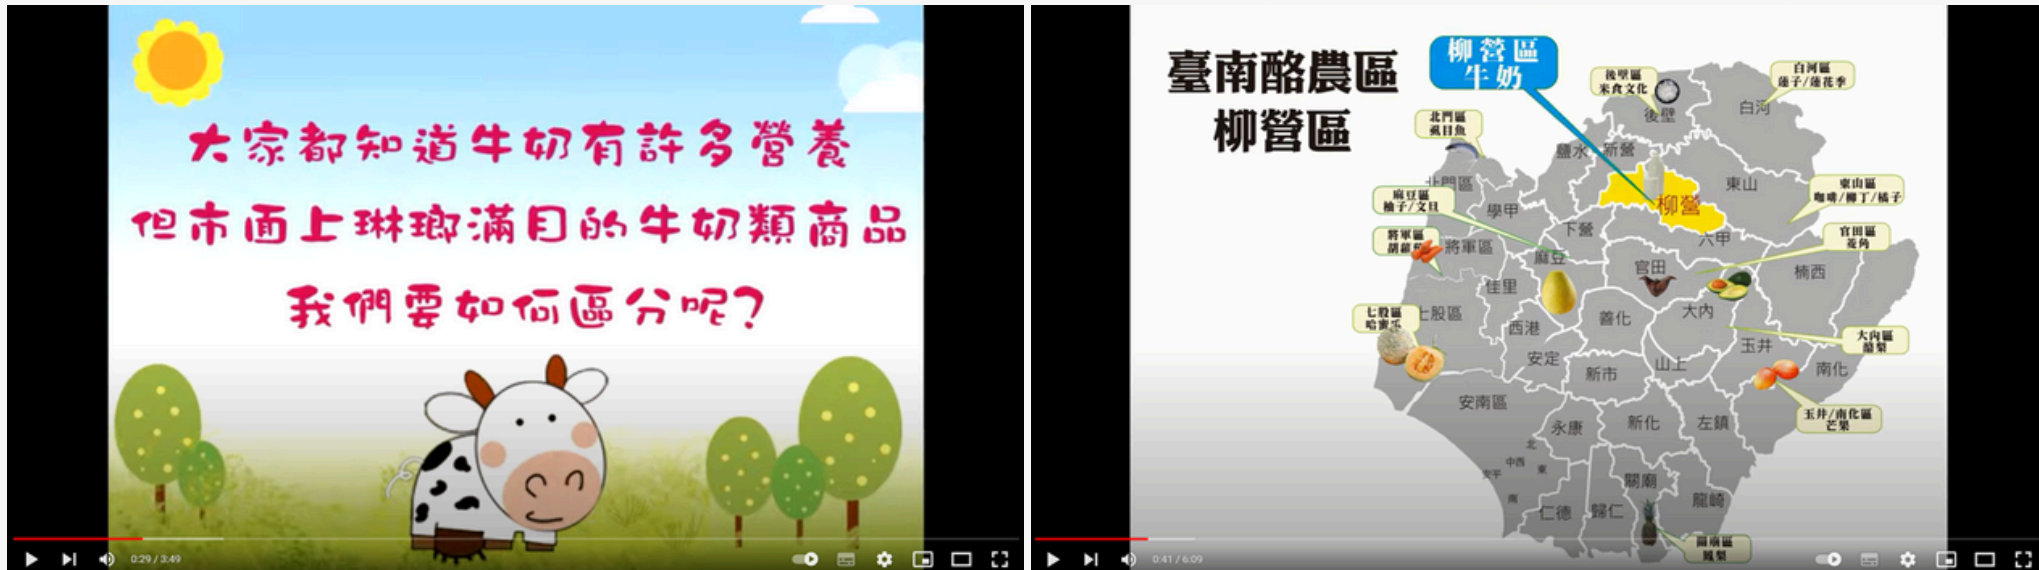 大家都知道牛奶有許多營養
但市面上琳瑯滿目的牛奶類商品
我們要如何區分呢?
0:29 / 3:49
臺南酪農區
柳營區
柳營區
牛奶
後壁區
米食文化
白河區
蓮子/蓮花季
北門區
虱目魚
麻豆區
柚子/文旦
將軍區
七股區
哈蜜瓜
東山區
咖啡/柳丁/橘子
官田區
菱角
大內區
酪梨
玉井/南化區
芒果
關廟區
鳳梨
後壁
白河
鹽水
新營
東山
北門區
柳營
學甲
下營
六甲
將軍區
麻豆
官田
楠西
佳里
大內
七股區
西港
善化
玉井
安定
山上
新市
南化
安南區
永康
新化
左鎮
北
中西
東
安平
南
關廟
龍崎
仁德
歸仁
0:41 / 6:09